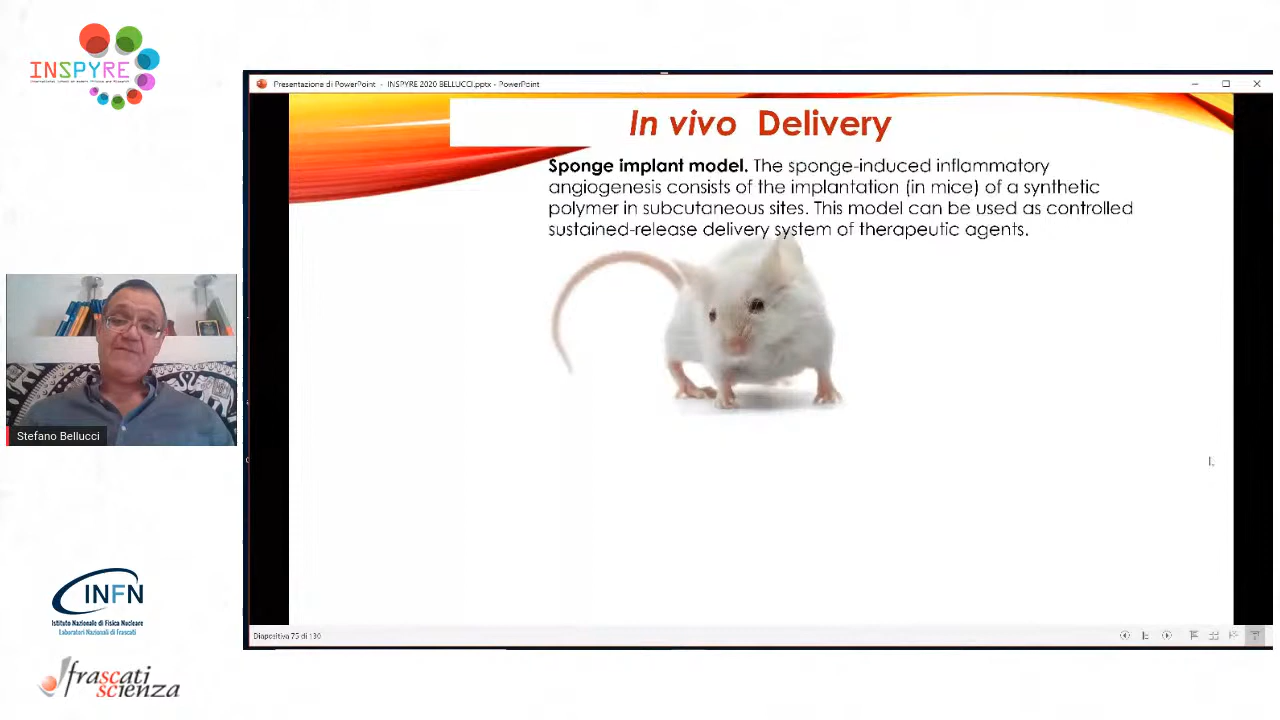 INSPYRE
Presentazione di PowerPoint - INSPYRE 2020 BELLUCCI.pptx - PowerPoint
In vivo Delivery
Sponge implant model. The sponge-induced inflammatory
angiogenesis consists of the implantation (in mice) of a synthetic
polymer in subcutaneous sites. This model can be used as controlled
sustained-release delivery system of therapeutic agents.
Stefano Bellucci
INFN
Istituto Nazionale di Fisica Nucleare
Laboratori Nazionali di Frascati
Diapositiva 75 di 130
frascati
scienza